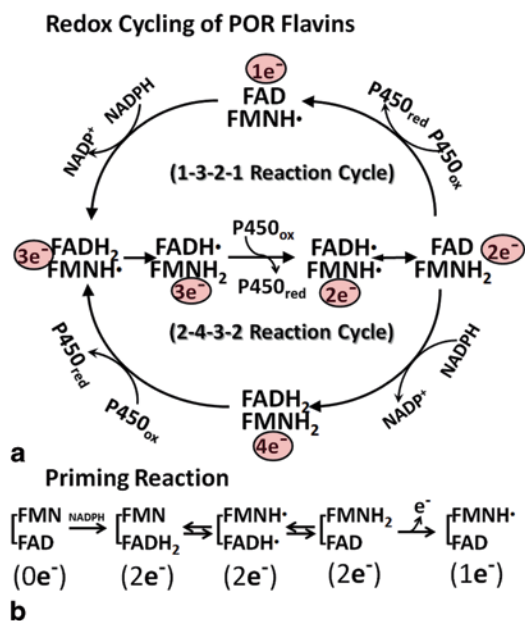 Redox Cycling of POR Flavins
1e⁻
FAD
FMNH•
NADPH
NADP⁺
P450red
P450ox
(1-3-2-1 Reaction Cycle)
3e⁻
FADH₂
FMNH•
FADH•
FMNH₂
3e⁻
P450ox
P450red
FADH•
FMNH•
2e⁻
FAD
FMNH₂
2e⁻
(2-4-3-2 Reaction Cycle)
P450red
P450ox
NADPH
NADP⁺
FADH₂
FMNH₂
4e⁻
a
Priming Reaction
FMN NADPH FMN FMNH• FMNH₂ e⁻ FMNH•
FAD FADH₂ FADH• FAD FAD
(0e⁻) (2e⁻) (2e⁻) (2e⁻) (1e⁻)
b